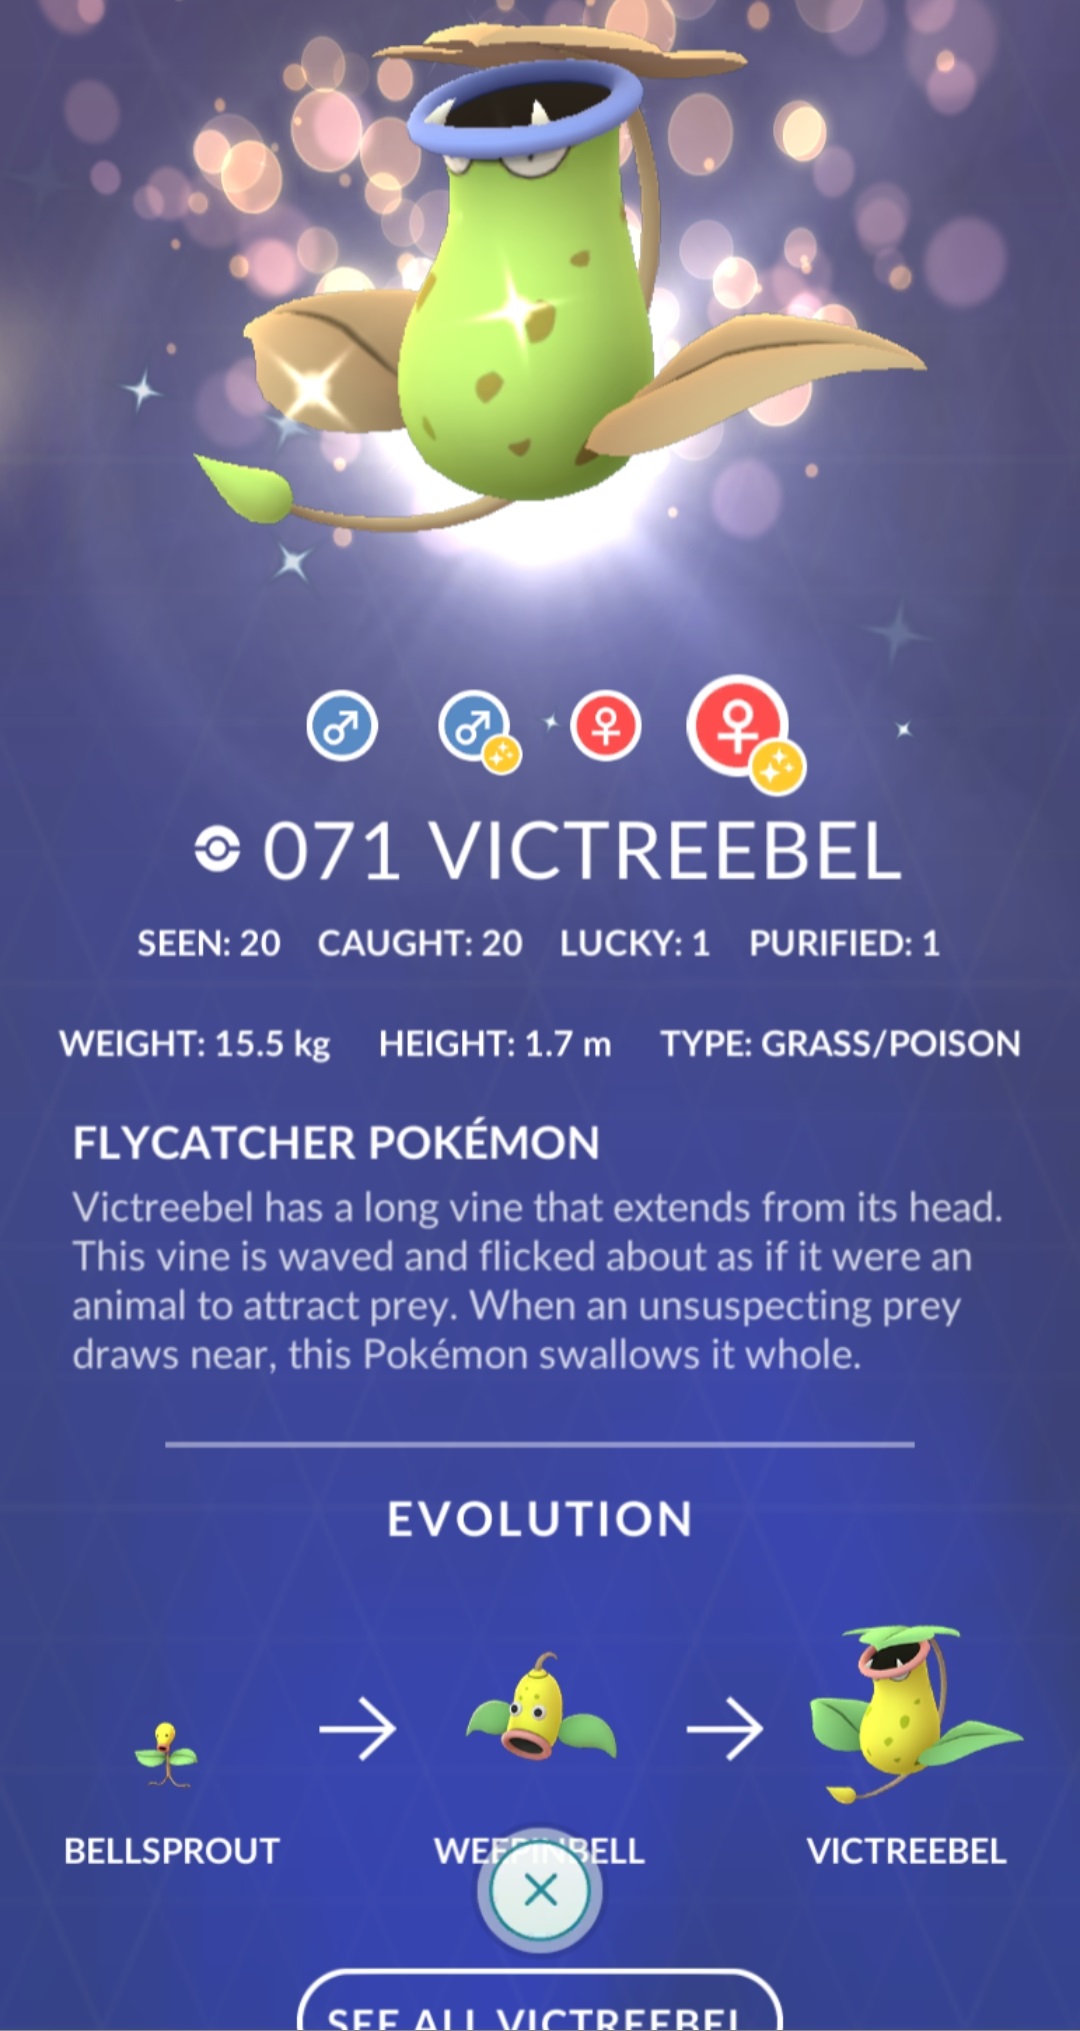 071 VICTREEBEL
SEEN: 20 CAUGHT: 20 LUCKY: 1 PURIFIED: 1
WEIGHT: 15.5 kg HEIGHT: 1.7 m TYPE: GRASS/POISON
FLYCATCHER POKÉMON
Victreebel has a long vine that extends from its head.
This vine is waved and flicked about as if it were an
animal to attract prey. When an unsuspecting prey
draws near, this Pokémon swallows it whole.
EVOLUTION
BELLSPROUT WEEPINBELL VICTREEBEL
SEE ALL VICTREEBEL